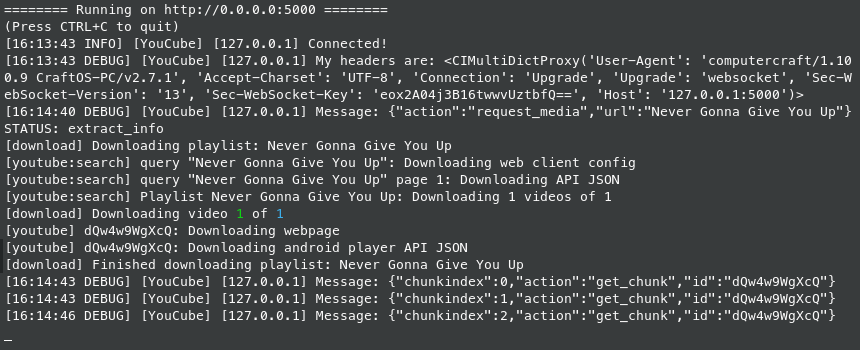 ======== Running on http://0.0.0.0:5000 ========
(Press CTRL+C to quit)
[16:13:43 INFO] [YouCube] [127.0.0.1] Connected!
[16:13:43 DEBUG] [YouCube] [127.0.0.1] My headers are: <CIMultiDictProxy('User-Agent': 'computercraft/1.10
0.9 CraftOS-PC/v2.7.1', 'Accept-Charset': 'UTF-8', 'Connection': 'Upgrade', 'Upgrade': 'websocket', 'Sec-W
ebSocket-Version': '13', 'Sec-WebSocket-Key': 'eox2A04j3B16twwvUztbfQ==', 'Host': '127.0.0.1:5000')>
[16:14:40 DEBUG] [YouCube] [127.0.0.1] Message: {"action":"request_media","url":"Never Gonna Give You Up"}
STATUS: extract_info
[download] Downloading playlist: Never Gonna Give You Up
[youtube:search] query "Never Gonna Give You Up": Downloading web client config
[youtube:search] query "Never Gonna Give You Up" page 1: Downloading API JSON
[youtube:search] Playlist Never Gonna Give You Up: Downloading 1 videos of 1
[download] Downloading video 1 of 1
[youtube] dQw4w9WgXcQ: Downloading webpage
[youtube] dQw4w9WgXcQ: Downloading android player API JSON
[download] Finished downloading playlist: Never Gonna Give You Up
[16:14:43 DEBUG] [YouCube] [127.0.0.1] Message: {"chunkindex":0,"action":"get_chunk","id":"dQw4w9WgXcQ"}
[16:14:43 DEBUG] [YouCube] [127.0.0.1] Message: {"chunkindex":1,"action":"get_chunk","id":"dQw4w9WgXcQ"}
[16:14:46 DEBUG] [YouCube] [127.0.0.1] Message: {"chunkindex":2,"action":"get_chunk","id":"dQw4w9WgXcQ"}